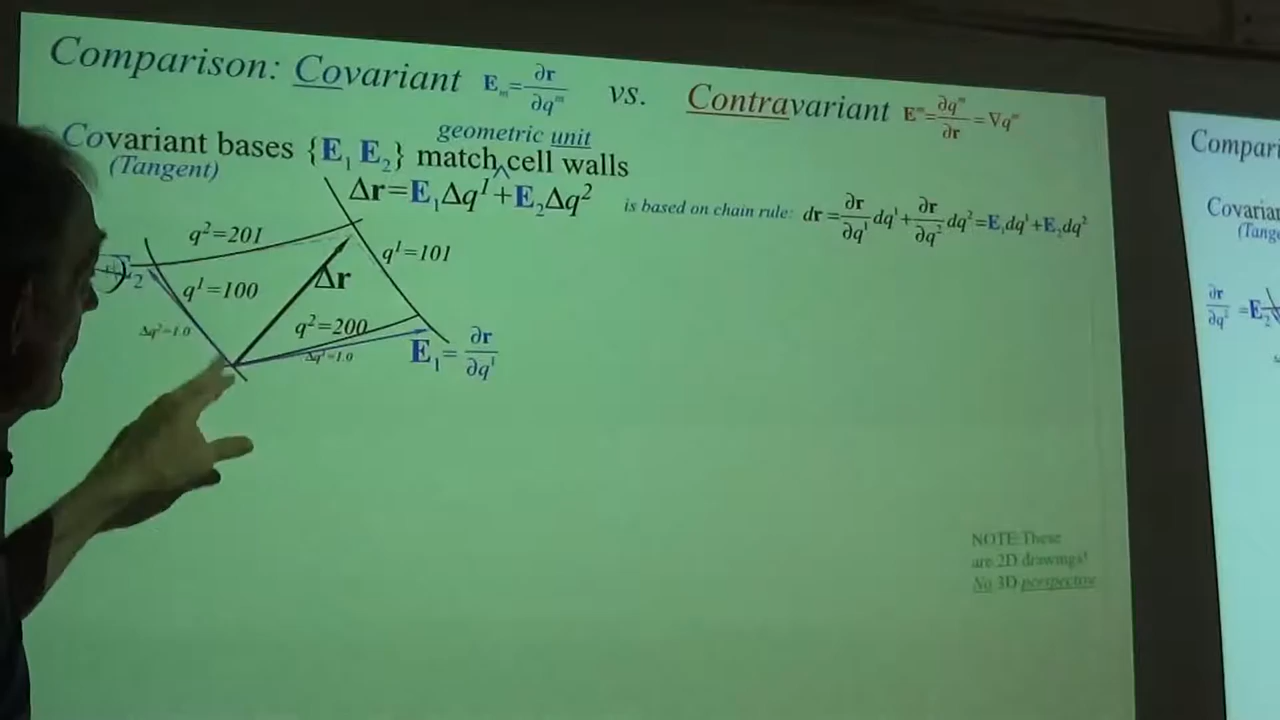 Comparison: Covariant E_m = ∂r/∂q^m vs. Contravariant E^m = ∂q^m/∂r = ∇q^m
geometric unit
Covariant bases {E_1 E_2} match ^ cell walls
(Tangent)
Δr=E_1Δq^1+E_2Δq^2
is based on chain rule: dr = ∂r/∂q^1 dq^1 + ∂r/∂q^2 dq^2 = E_1dq^1+E_2dq^2
q^2=201
q^1=101
E_2
q^1=100
Δr
Δq^2=1.0
q^2=200
Δq^1=1.0
E_1 = ∂r/∂q^1
NOTE: These
are 2D drawings!
No 3D perspective
Compari
Covarian
(Tange
=E_2